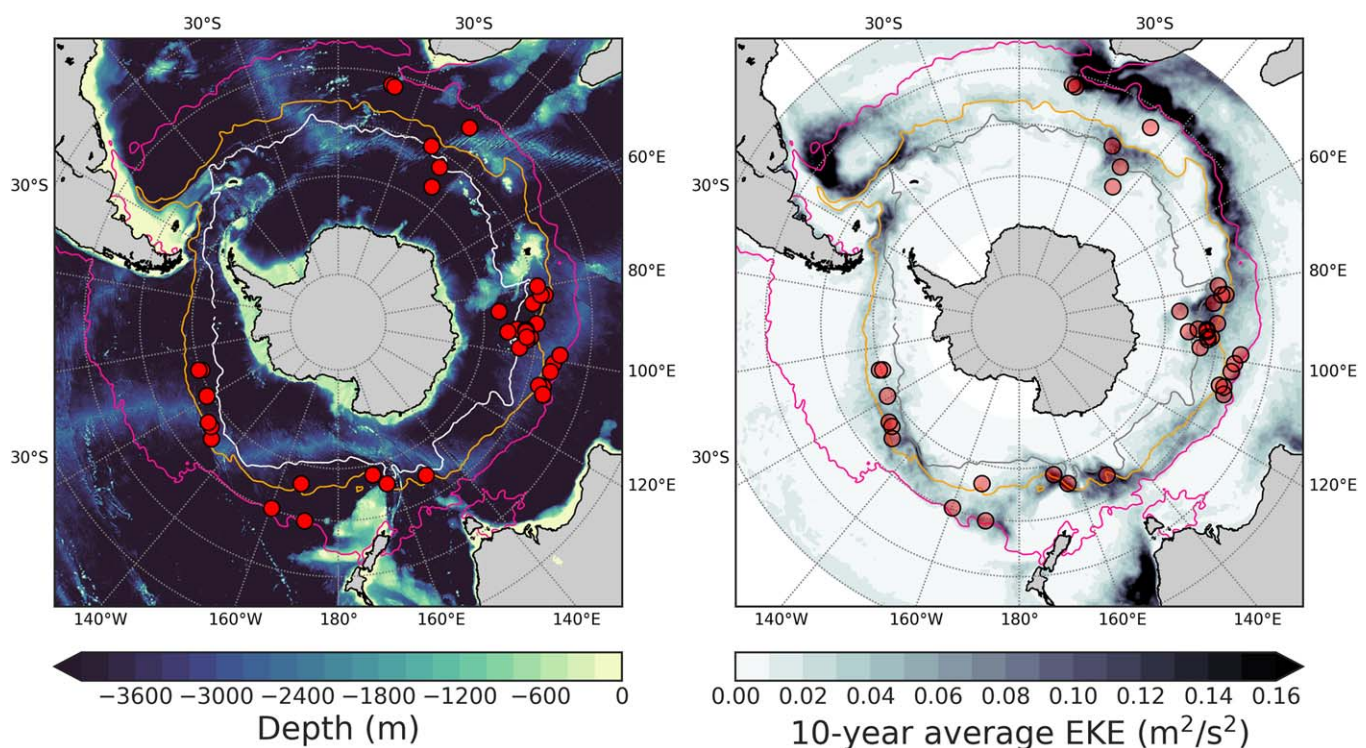 30°S 30°S 30°S 30°S
60°E 60°E
30°S 30°S
80°E 80°E
100°E 100°E
30°S 30°S
120°E 120°E
140°W 160°W 180° 160°E 140°E 140°W 160°W 180° 160°E 140°E
−3600 −3000 −2400 −1800 −1200 −600 0 0.00 0.02 0.04 0.06 0.08 0.10 0.12 0.14 0.16
Depth (m) 10-year average EKE (m²/s²)